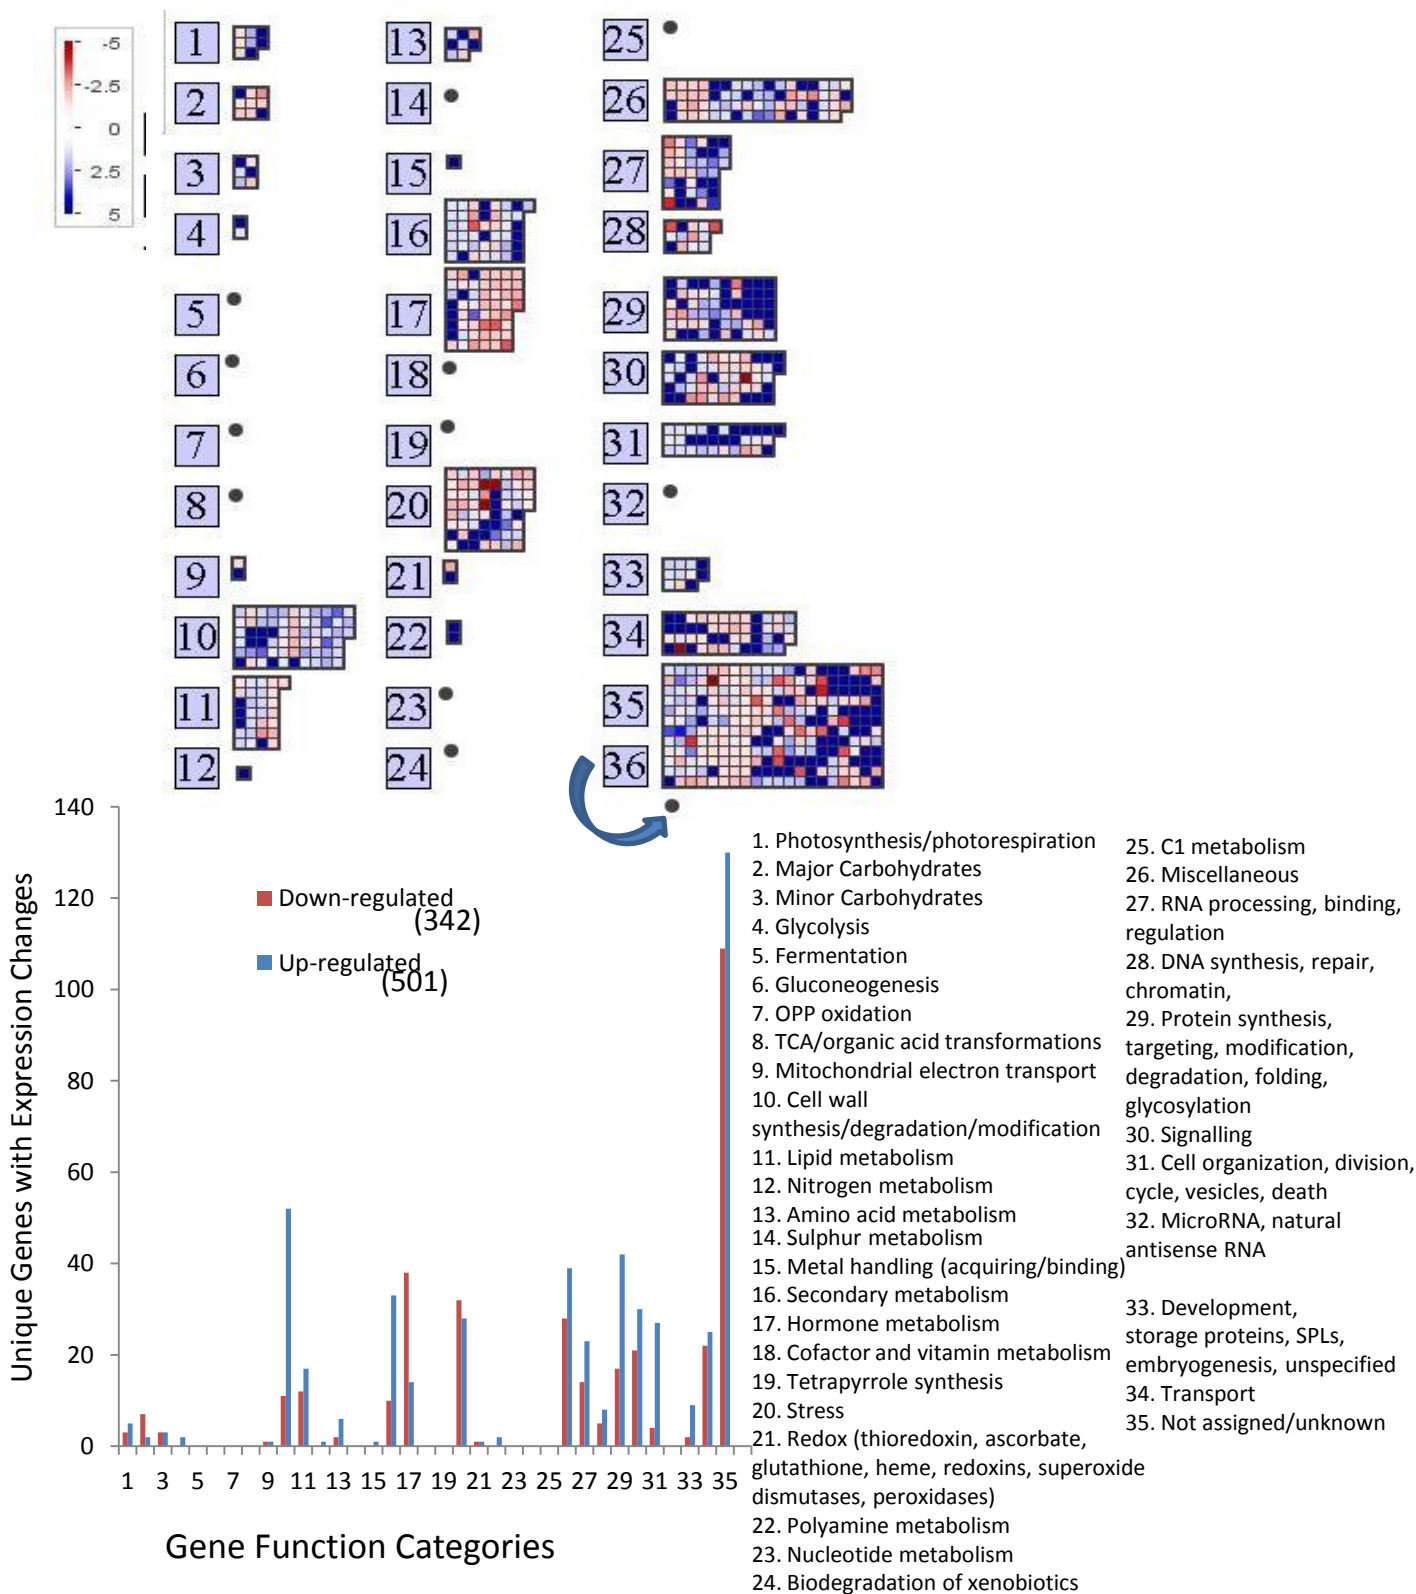 -5
-2.5
0
2.5
5
1
2
3
4
5
6
7
8
9
10
11
12
13
14
15
16
17
18
19
20
21
22
23
24
25
26
27
28
29
30
31
32
33
34
35
36
140
120
100
80
60
40
20
0
Unique Genes with Expression Changes
Down-regulated
(342)
Up-regulated
(501)
1 3 5 7 9 11 13 15 17 19 21 23 25 27 29 31 33 35
Gene Function Categories
1. Photosynthesis/photorespiration
2. Major Carbohydrates
3. Minor Carbohydrates
4. Glycolysis
5. Fermentation
6. Gluconeogenesis
7. OPP oxidation
8. TCA/organic acid transformations
9. Mitochondrial electron transport
10. Cell wall
synthesis/degradation/modification
11. Lipid metabolism
12. Nitrogen metabolism
13. Amino acid metabolism
14. Sulphur metabolism
15. Metal handling (acquiring/binding)
16. Secondary metabolism
17. Hormone metabolism
18. Cofactor and vitamin metabolism
19. Tetrapyrrole synthesis
20. Stress
21. Redox (thioredoxin, ascorbate,
glutathione, heme, redoxins, superoxide
dismutases, peroxidases)
22. Polyamine metabolism
23. Nucleotide metabolism
24. Biodegradation of xenobiotics
25. C1 metabolism
26. Miscellaneous
27. RNA processing, binding,
regulation
28. DNA synthesis, repair,
chromatin,
29. Protein synthesis,
targeting, modification,
degradation, folding,
glycosylation
30. Signalling
31. Cell organization, division,
cycle, vesicles, death
32. MicroRNA, natural
antisense RNA
33. Development,
storage proteins, SPLs,
embryogenesis, unspecified
34. Transport
35. Not assigned/unknown